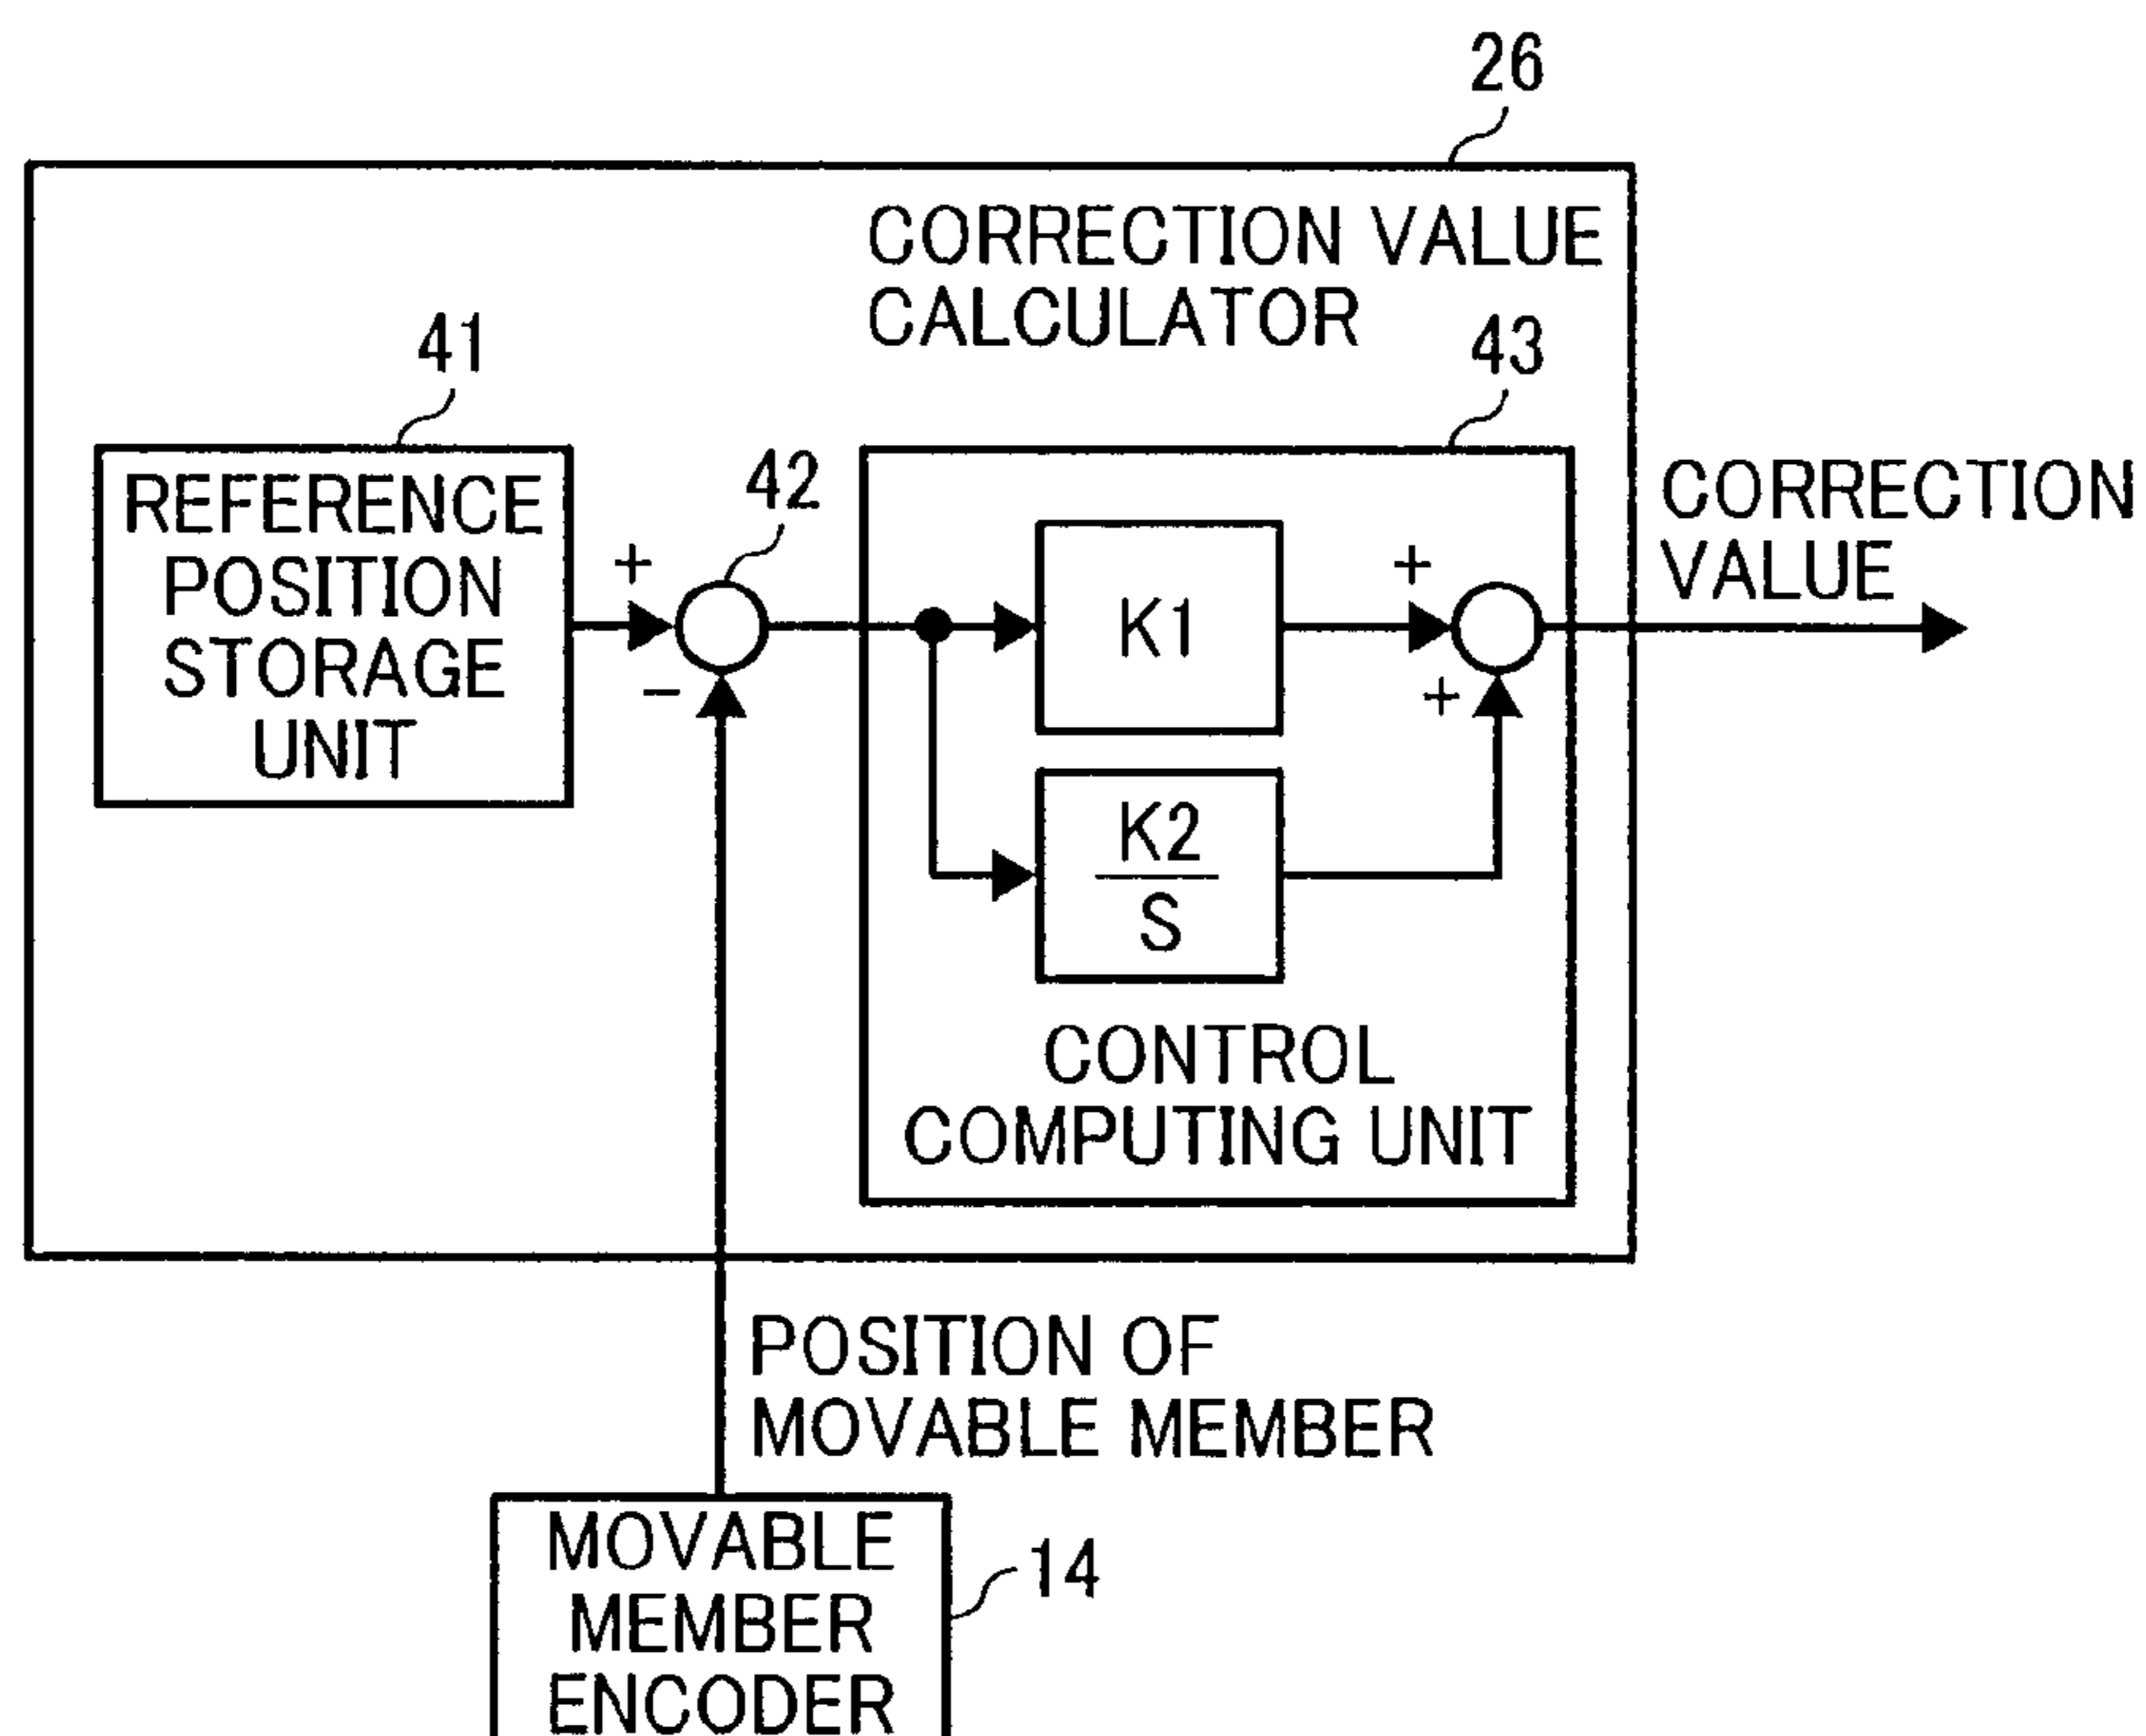 26
CORRECTION VALUE
CALCULATOR
41
43
42
REFERENCE
POSITION
STORAGE
UNIT
+
−
K1
K2
S
+
+
CORRECTION
VALUE
CONTROL
COMPUTING UNIT
POSITION OF
MOVABLE MEMBER
MOVABLE
MEMBER
ENCODER
14